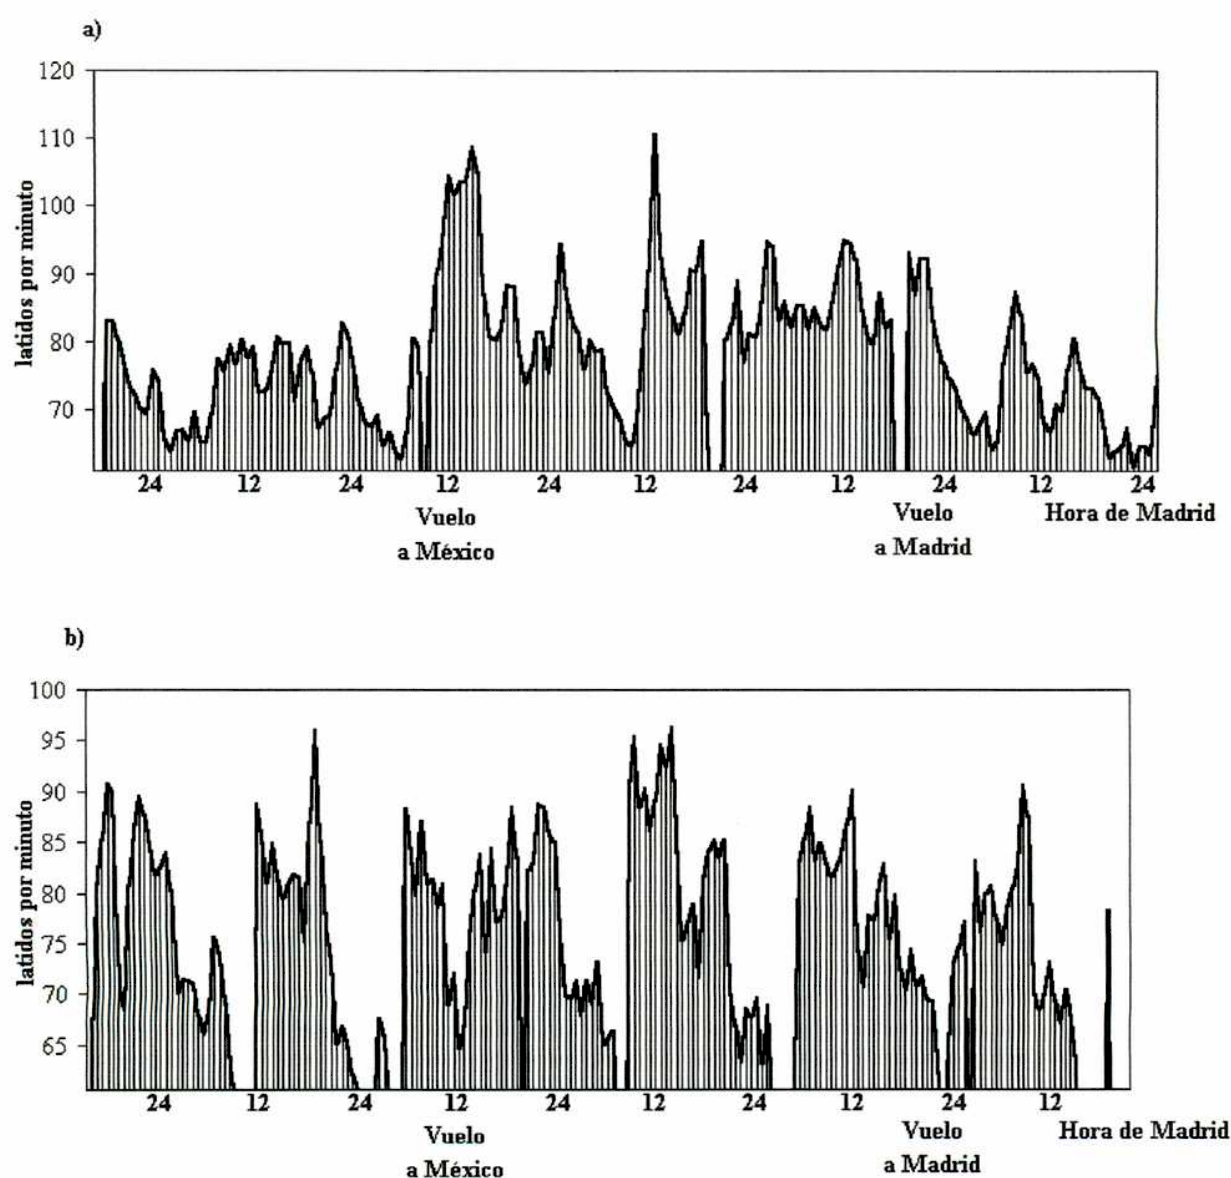 a)
120
110
100
90
80
70
latidos por minuto
24 12 24 12 24 12 24 12 24 12 24
Vuelo Vuelo Hora de Madrid
a México a Madrid
b)
100
95
90
85
80
75
70
65
latidos por minuto
24 12 24 12 24 12 24 12 24 12
Vuelo Vuelo Hora de Madrid
a México a Madrid